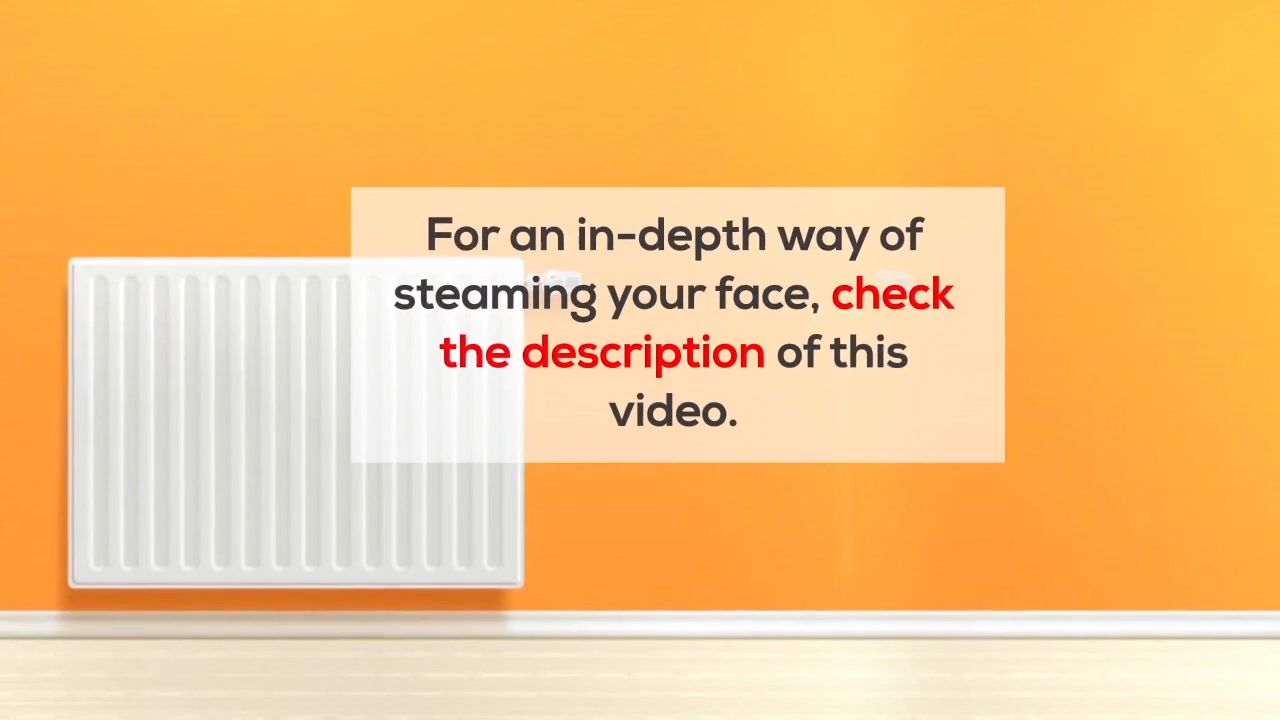 For an in-depth way of
steaming your face, check
the description of this
video.